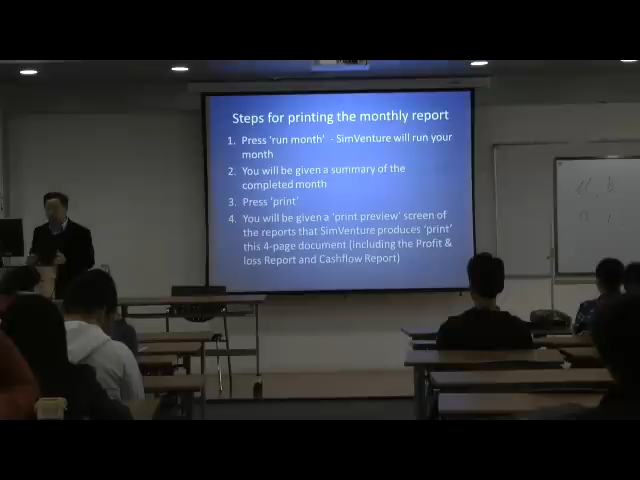 Steps for printing the monthly report
1. Press 'run month' - SimVenture will run your
month
2. You will be given a summary of the
completed month
3. Press 'print'
4. You will be given a 'print preview' screen of
the reports that SimVenture produces 'print'
this 4-page document (including the Profit &
loss Report and Cashflow Report)